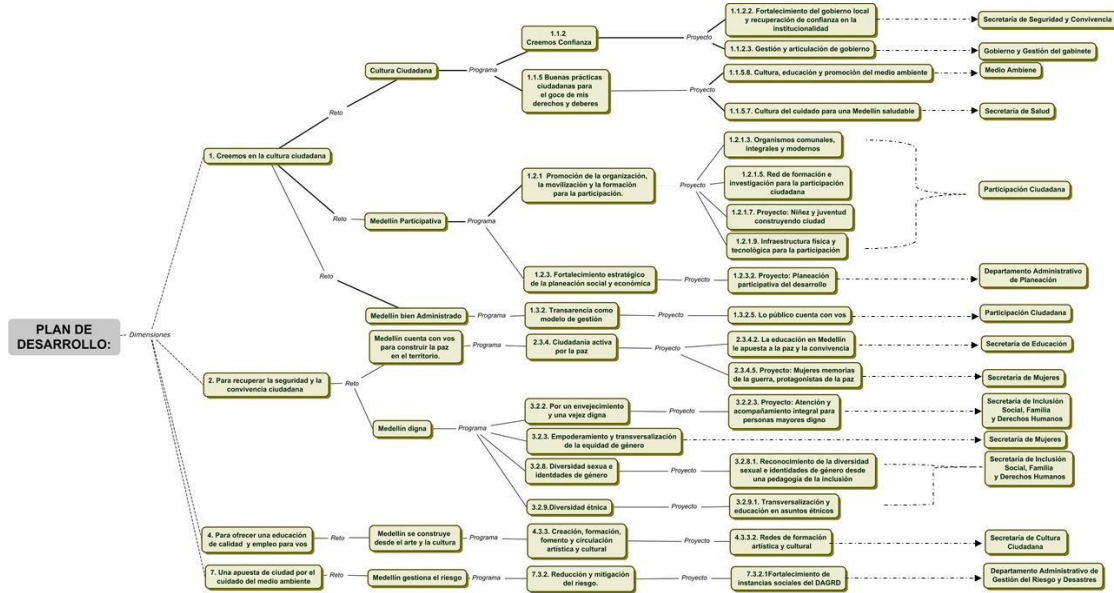 PLAN DE
DESARROLLO:
Dimensiones
1. Creemos en la cultura ciudadana
Reto
Cultura Ciudadana
Programa
1.1.2
Creemos Confianza
Proyecto
1.1.2.2. Fortalecimeinto del gobierno local
y recuperación de confianza en la
institucionalidad
Secretaría de Seguridad y Convivencia
1.1.2.3. Gestión y articulación de gobierno
Gobierno y Gestión del gabinete
1.1.5 Buenas prácticas
ciudadanas para
el goce de mis
derechos y deberes
Proyecto
1.1.5.8. Cultura, educación y promoción del medio ambiente
Medio Ambiene
1.1.5.7. Cultura del cuidado para una Medellín saludable
Secretaría de Salud
Reto
Medellín Participativa
Programa
1.2.1 Promoción de la organización,
la movilización y la formación
para la participación.
Proyecto
1.2.1.3. Organismos comunales,
integrales y modernos
1.2.1.5. Red de formación e
investigación para la participación
ciudadana
1.2.1.7. Proyecto: Niñez y juventud
construyendo ciudad
1.2.1.9. Infraestructura física y
tecnológica para la participación
Participación Ciudadana
1.2.3. Fortalecimiento estratégico
de la planeación social y económica
Proyecto
1.2.3.2. Proyecto: Planeación
participativa del desarrollo
Departamento Administrativo
de Planeación
Reto
Medellín bien Administrado
Programa
1.3.2. Transarencia como
modelo de gestión
Proyecto
1.3.2.5. Lo público cuenta con vos
Participación Ciudadana
2. Para recuperar la seguridad y la
convivencia ciudadana
Reto
Medellín cuenta con vos
para construir la paz
en el territorio.
Programa
2.3.4. Ciudadanía activa
por la paz
Proyecto
2.3.4.2. La educación en Medellín
le apuesta a la paz y la convivencia
Secretaría de Educación
2.3.4.5. Proyecto: Mujeres memorias
de la guerra, protagonistas de la paz
Secretaría de Mujeres
Medellín digna
Programa
3.2.2. Por un envejecimiento
y una vejez digna
Proyecto
3.2.2.3. Proyecto: Atención y
acompañamiento integral para
personas mayores digno
Secretaría de Inclusión
Social, Familia
y Derechos Humanos
3.2.3. Empoderamiento y transversalización
de la equidad de género
Secretaría de Mujeres
3.2.8. Diversidad sexua e
identdades de género
Proyecto
3.2.8.1. Reconocimiento de la diversidad
sexual e identidades de género desde
una pedagogía de la inclusión
Secretaría de Inclusión
Social, Familia
y Derechos Humanos
3.2.9.Diversidad étnica
Proyecto
3.2.9.1. Transversalización y
educación en asuntos étnicos
4. Para ofrecer una educación
de calidad y empleo para vos
Reto
Medellín se construye
desde el arte y la cultura
Programa
4.3.3. Creación, formación,
fomento y circulación
artística y cultural
Proyecto
4.3.3.2. Redes de formación
artística y cultural
Secretaría de Cultura
Ciudadana
7. Una apuesta de ciudad por el
cuidado del medio ambiente
Reto
Medellín gestiona el riesgo
Programa
7.3.2. Reducción y mitigación
del riesgo.
Proyecto
7.3.2.1Fortalecimiento de
instancias sociales del DAGRD
Departamento Administrativo de
Gestión del Riesgo y Desastres